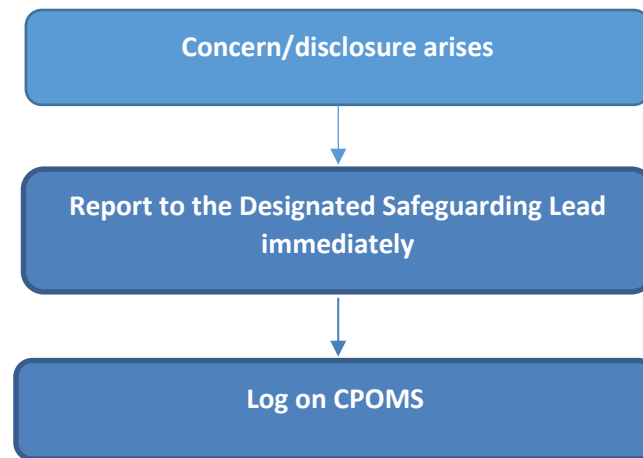 Concern/disclosure arises
Report to the Designated Safeguarding Lead
immediately
Log on CPOMS